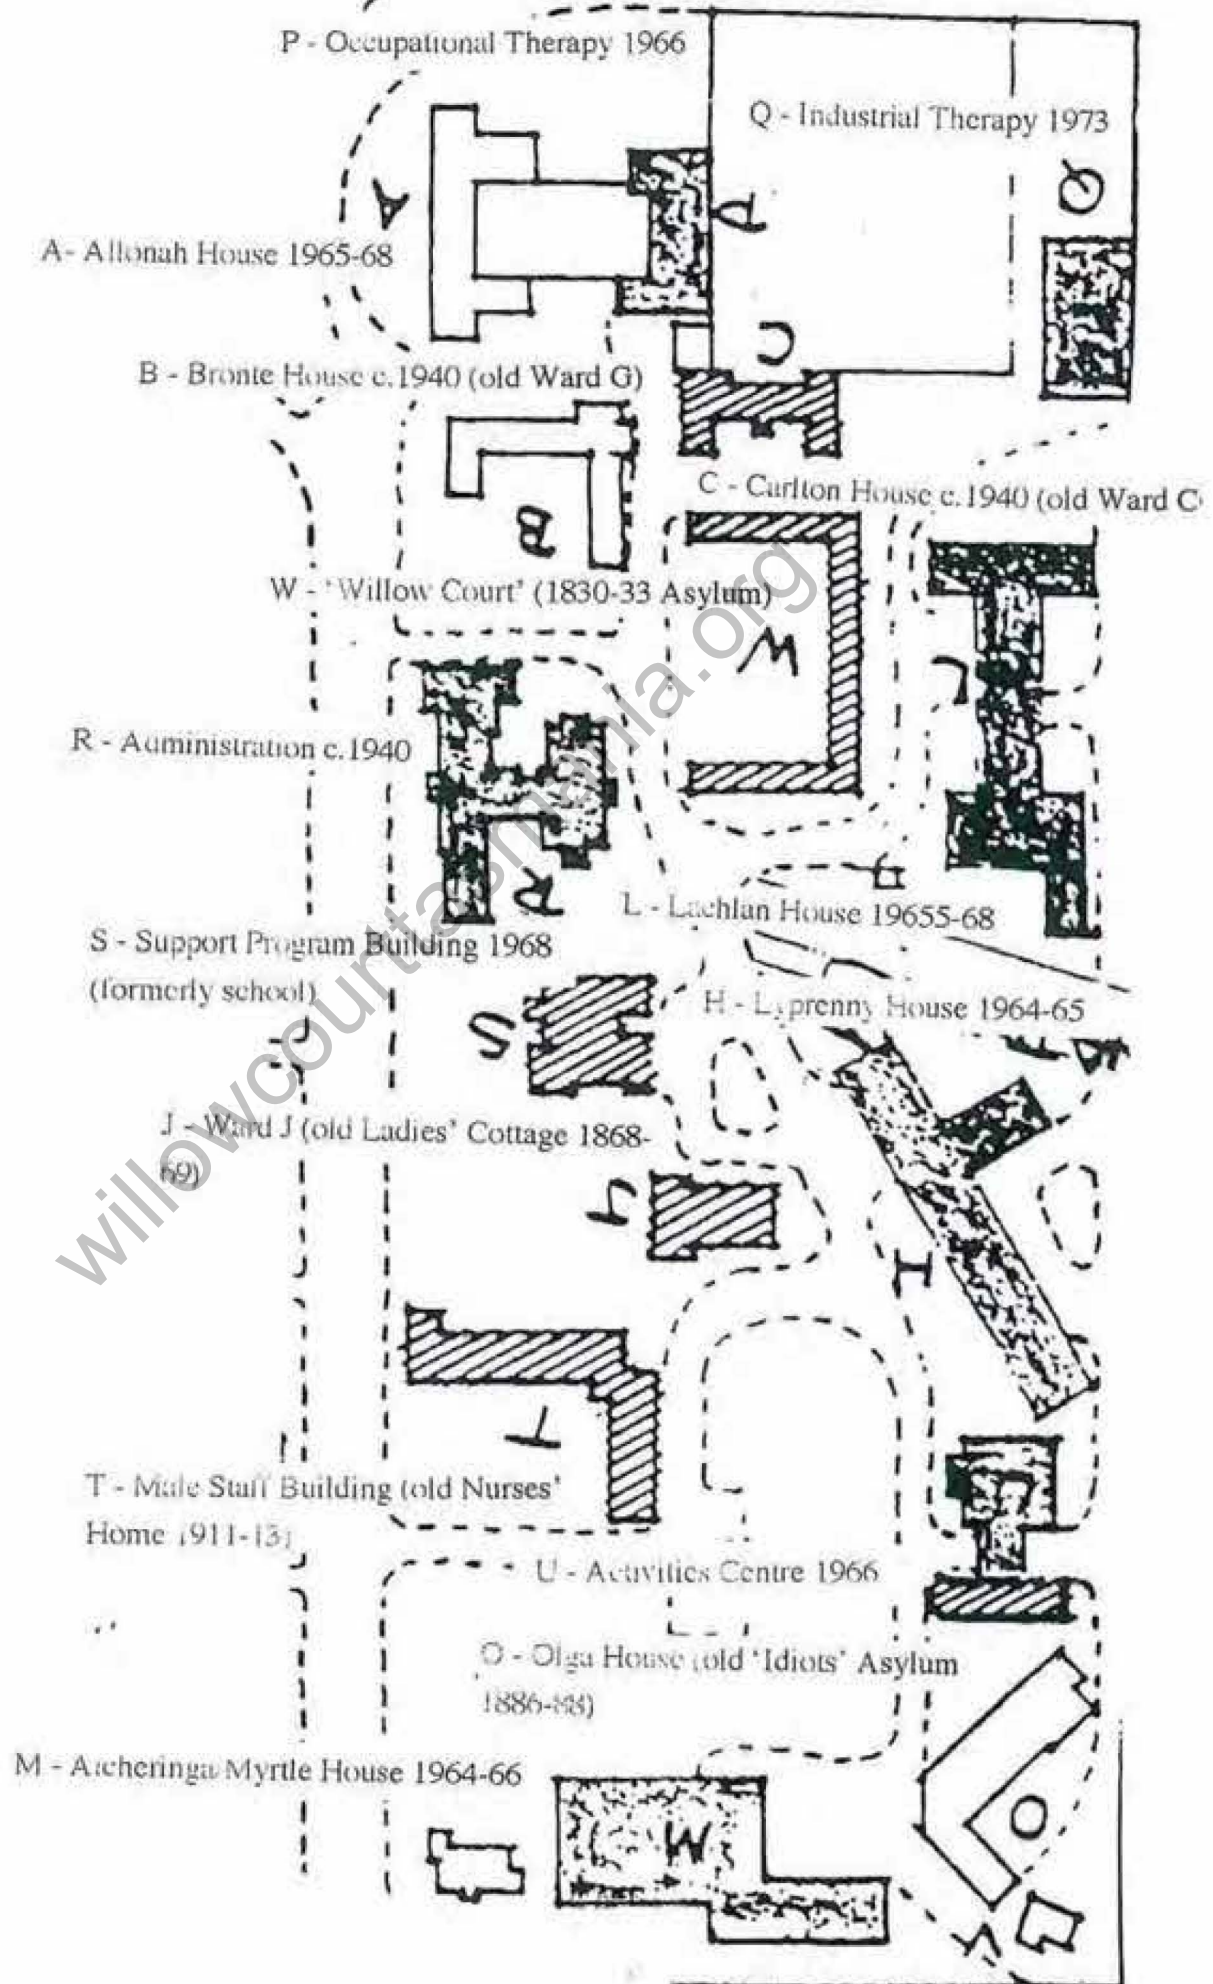 P - Occupational Therapy 1966
Q - Industrial Therapy 1973
A
Q
P
A- Allonah House 1965-68
C
B - Bronte House c.1940 (old Ward G)
C - Carlton House c.1940 (old Ward C
B
W - 'Willow Court' (1830-33 Asylum)
W
L
R - Administration c.1940
R
L - Lachlan House 19655-68
S - Support Program Building 1968
(formerly school)
H - Lyprenny House 1964-65
S
J - Ward J (old Ladies' Cottage 1868-
69)
J
H
T
T - Male Staff Building (old Nurses'
Home 1911-13)
U - Activities Centre 1966
O - Olga House (old 'Idiots' Asylum
1886-88)
M - Archeringa Myrtle House 1964-66
M
O
willowcourttasmania.org